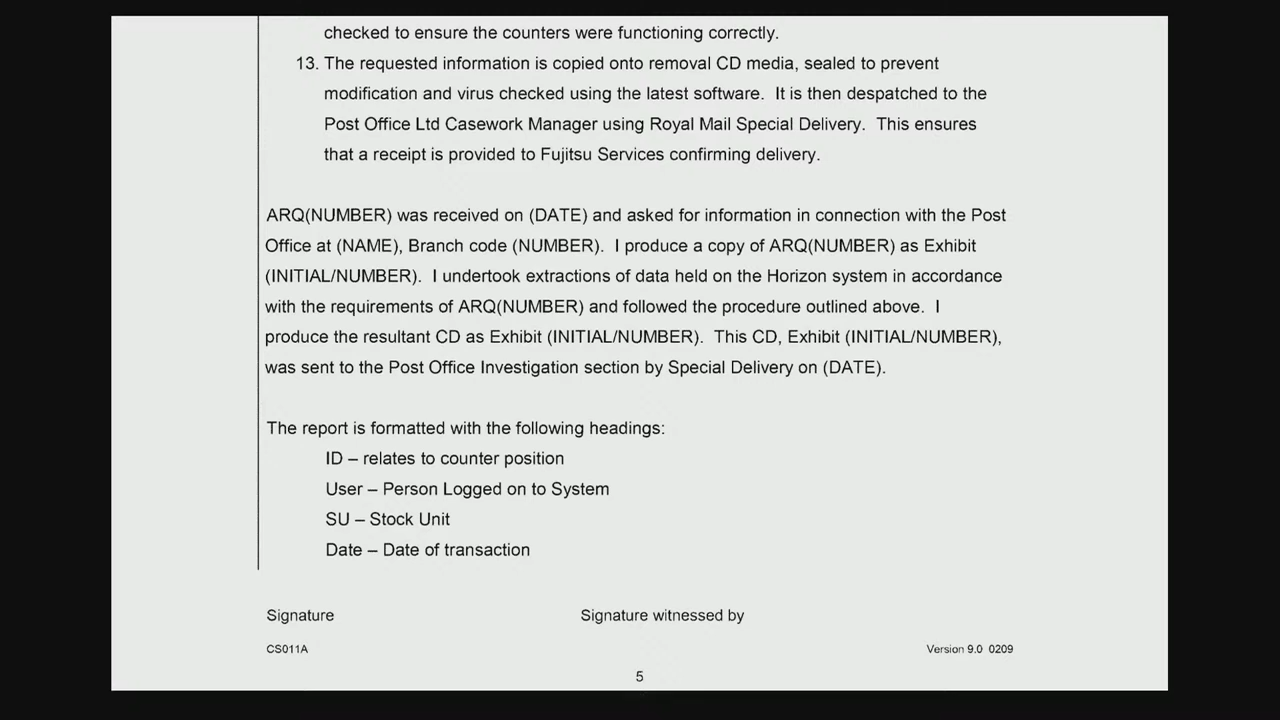 checked to ensure the counters were functioning correctly.
13. The requested information is copied onto removal CD media, sealed to prevent
modification and virus checked using the latest software.  It is then despatched to the
Post Office Ltd Casework Manager using Royal Mail Special Delivery.  This ensures
that a receipt is provided to Fujitsu Services confirming delivery.
ARQ(NUMBER) was received on (DATE) and asked for information in connection with the Post
Office at (NAME), Branch code (NUMBER).  I produce a copy of ARQ(NUMBER) as Exhibit
(INITIAL/NUMBER).  I undertook extractions of data held on the Horizon system in accordance
with the requirements of ARQ(NUMBER) and followed the procedure outlined above.  I
produce the resultant CD as Exhibit (INITIAL/NUMBER).  This CD, Exhibit (INITIAL/NUMBER),
was sent to the Post Office Investigation section by Special Delivery on (DATE).
The report is formatted with the following headings:
ID – relates to counter position
User – Person Logged on to System
SU – Stock Unit
Date – Date of transaction
Signature Signature witnessed by
CS011A Version 9.0 0209
5